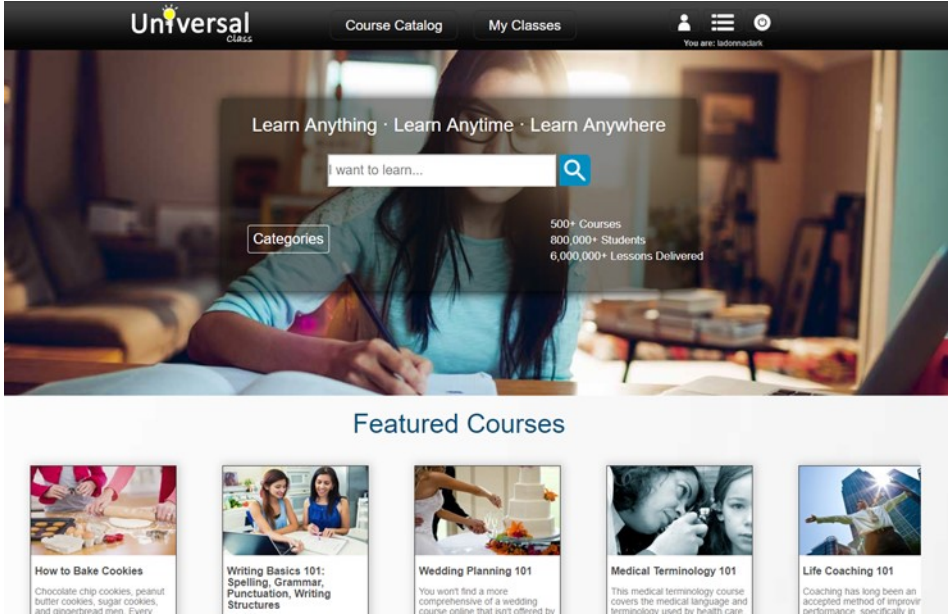 Universal
Class
Course Catalog
My Classes
You are: ladonnaclark
Learn Anything · Learn Anytime · Learn Anywhere
I want to learn...
Categories
500+ Courses
800,000+ Students
6,000,000+ Lessons Delivered
Featured Courses
How to Bake Cookies
Chocolate chip cookies, peanut
butter cookies, sugar cookies,
and gingerbread men. Every
Writing Basics 101:
Spelling, Grammar,
Punctuation, Writing
Structures
Wedding Planning 101
You won't find a more
comprehensive of a wedding
course online that isn't offered by
Medical Terminology 101
This medical terminology course
covers the medical language and
terminology used by health care
Life Coaching 101
Coaching has long been an
accepted method of improvin
performance, specifically in